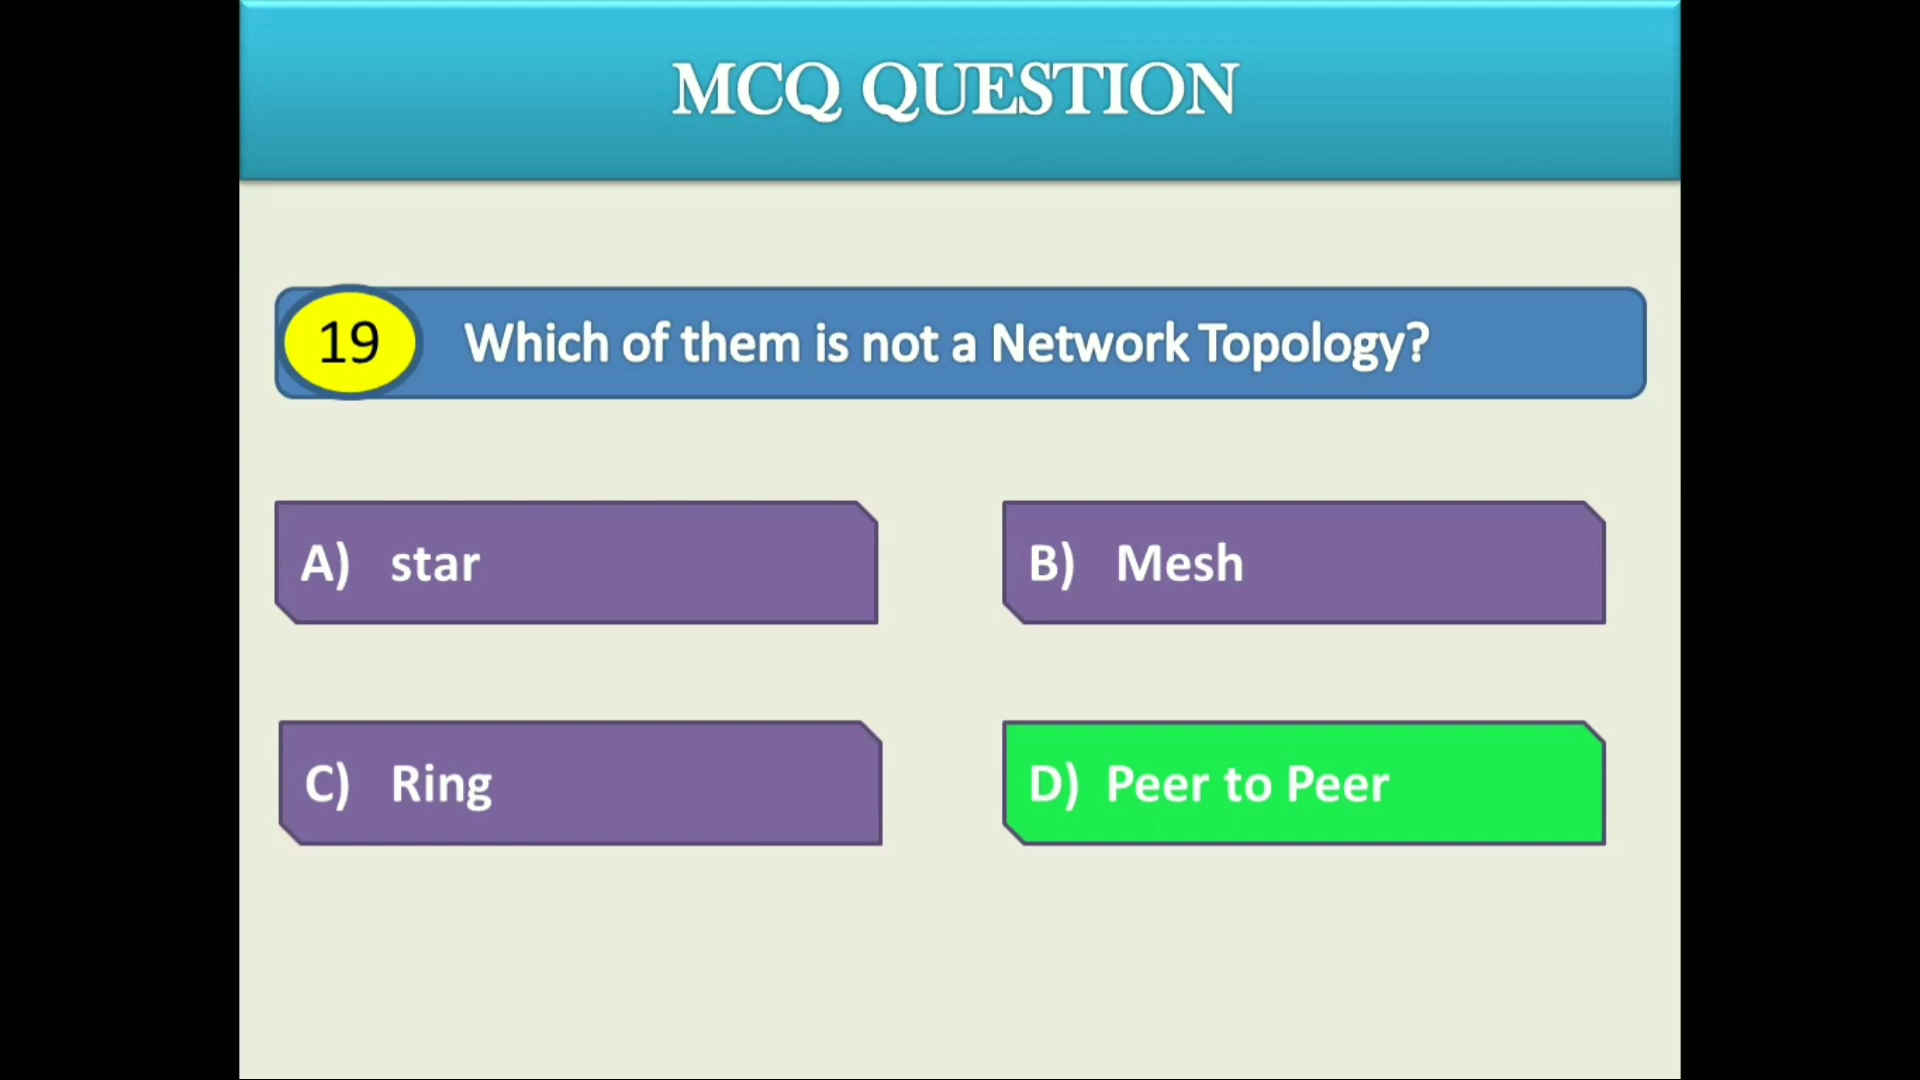 MCQ QUESTION
19 Which of them is not a Network Topology?
A) star
B) Mesh
C) Ring
D) Peer to Peer